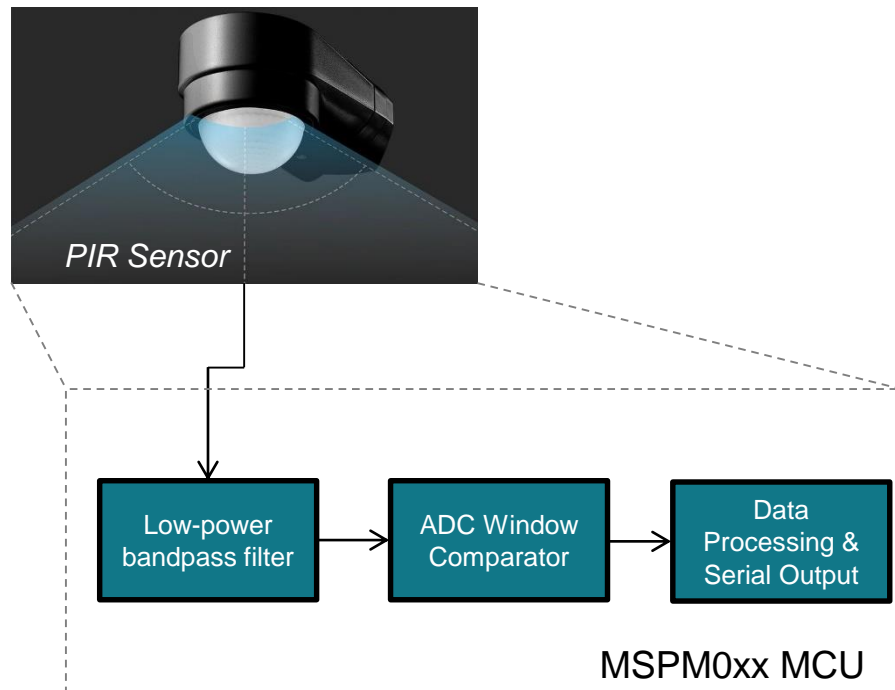 PIR Sensor
Low-power
bandpass filter
ADC Window
Comparator
Data
Processing &
Serial Output
MSPM0xx MCU